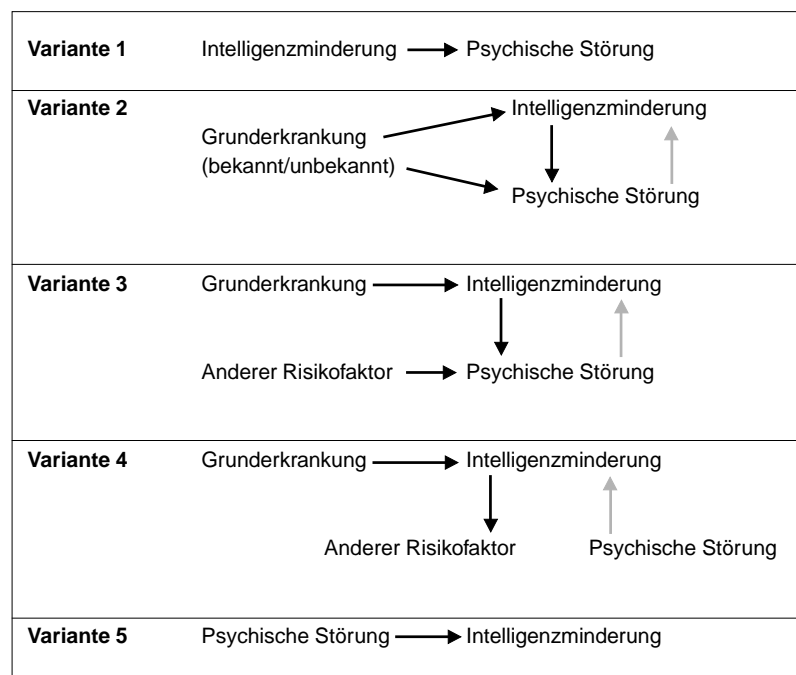 Variante 1 Intelligenzminderung Psychische Störung
Variante 2 Intelligenzminderung
Grunderkrankung
(bekannt/unbekannt)
Psychische Störung
Variante 3 Grunderkrankung Intelligenzminderung
Anderer Risikofaktor Psychische Störung
Variante 4 Grunderkrankung Intelligenzminderung
Anderer Risikofaktor Psychische Störung
Variante 5 Psychische Störung Intelligenzminderung